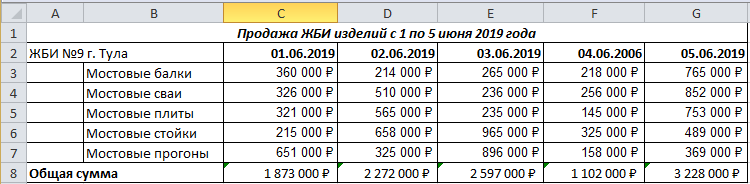 A B C D E F G
1 Продажа ЖБИ изделий с 1 по 5 июня 2019 года
2 ЖБИ №9 г. Тула 01.06.2019 02.06.2019 03.06.2019 04.06.2006 05.06.2019
3 Мостовые балки 360 000 ₽ 214 000 ₽ 265 000 ₽ 218 000 ₽ 765 000 ₽
4 Мостовые сваи 326 000 ₽ 510 000 ₽ 236 000 ₽ 256 000 ₽ 852 000 ₽
5 Мостовые плиты 321 000 ₽ 565 000 ₽ 235 000 ₽ 145 000 ₽ 753 000 ₽
6 Мостовые стойки 215 000 ₽ 658 000 ₽ 965 000 ₽ 325 000 ₽ 489 000 ₽
7 Мостовые прогоны 651 000 ₽ 325 000 ₽ 896 000 ₽ 158 000 ₽ 369 000 ₽
8 Общая сумма 1 873 000 ₽ 2 272 000 ₽ 2 597 000 ₽ 1 102 000 ₽ 3 228 000 ₽